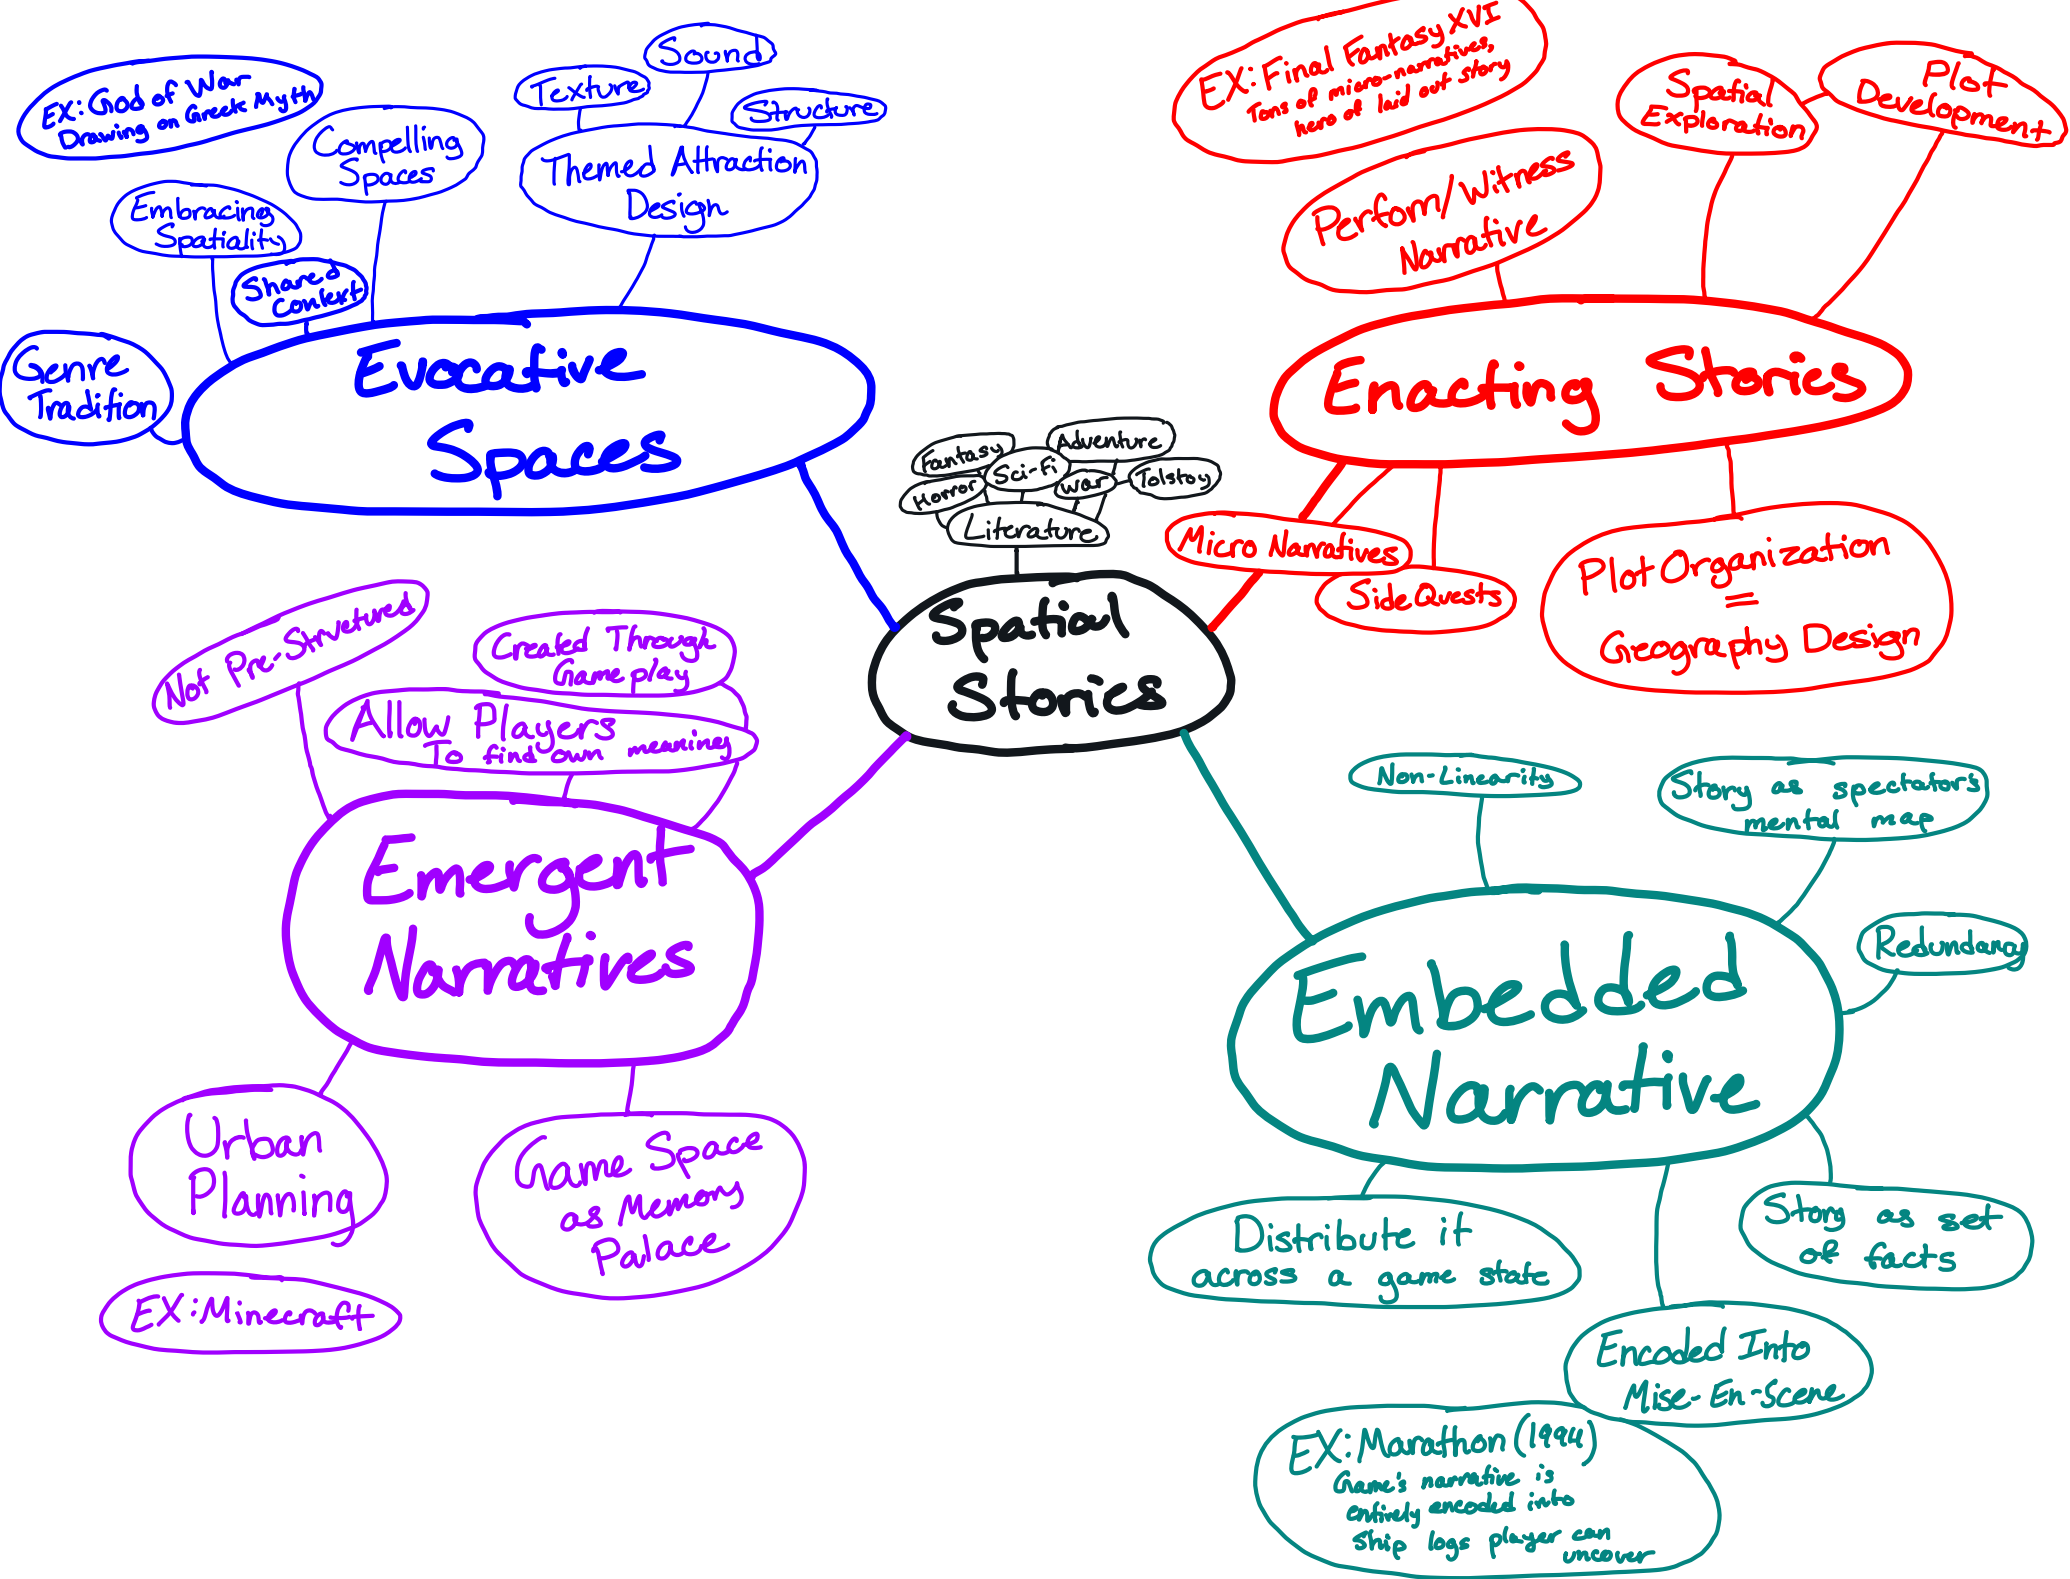 EX: God of War
Drawing on Greek Myth
Compelling
Spaces
Texture
Sound
Structure
Themed Attraction
Design
Embracing
Spatiality
Shared
Context
Genre
Tradition
Evocative
Spaces
EX: Final Fantasy XVI
Tons of micro-narratives,
hero of laid out story
Spatial
Exploration
Plot
Development
Perform/Witness
Narrative
Enacting Stories
Micro Narratives
Side Quests
Plot Organization
=
Geography Design
Fantasy
Sci-Fi
Adventure
Horror
War
Tolstoy
Literature
Spatial
Stories
Not Pre-Structured
Created Through
Gameplay
Allow Players
To find own meaning
Emergent
Narratives
Urban
Planning
Game Space
as Memory
Palace
EX: Minecraft
Non-Linearity
Story as spectator's
mental map
Redundancy
Embedded
Narrative
Distribute it
across a game state
Story as set
of facts
Encoded Into
Mise-En-Scene
EX: Marathon (1994)
Game's narrative is
entirely encoded into
ship logs player can
uncover